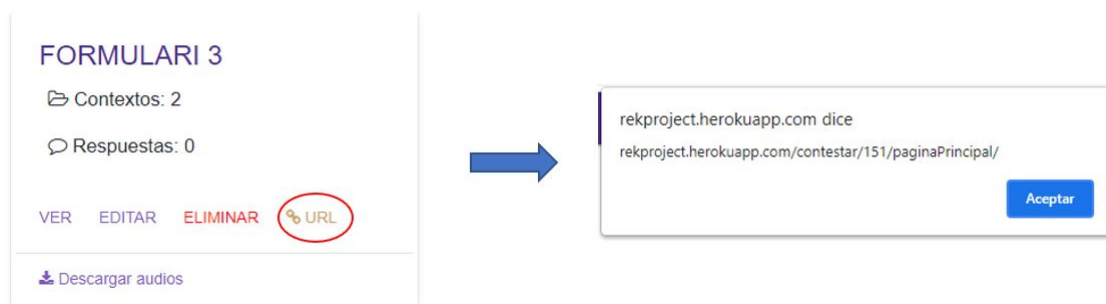 FORMULARI 3
Contextos: 2
Respuestas: 0
VER EDITAR ELIMINAR URL
Descargar audios
rekproject.herokuapp.com dice
rekproject.herokuapp.com/contestar/151/paginaPrincipal/
Aceptar